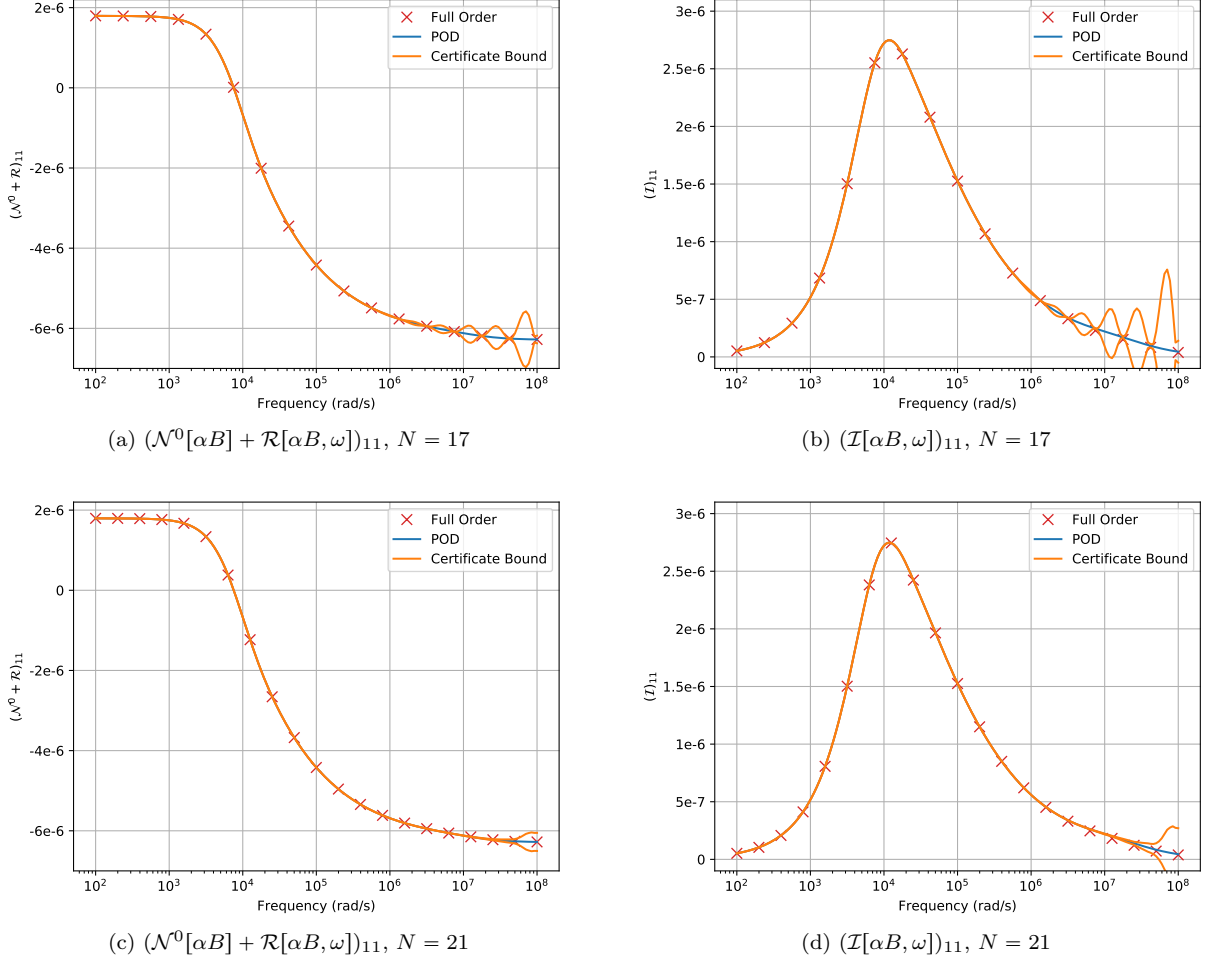 2e-6
0
-2e-6
-4e-6
-6e-6
(𝒩⁰ + ℛ)₁₁
10² 10³ 10⁴ 10⁵ 10⁶ 10⁷ 10⁸
Frequency (rad/s)
Full Order
POD
Certificate Bound
(a) (𝒩⁰[αB] + ℛ[αB, ω])₁₁, N = 17
3e-6
2.5e-6
2e-6
1.5e-6
1e-6
5e-7
0
(ℐ)₁₁
10² 10³ 10⁴ 10⁵ 10⁶ 10⁷ 10⁸
Frequency (rad/s)
Full Order
POD
Certificate Bound
(b) (ℐ[αB, ω])₁₁, N = 17
2e-6
0
-2e-6
-4e-6
-6e-6
(𝒩⁰ + ℛ)₁₁
10² 10³ 10⁴ 10⁵ 10⁶ 10⁷ 10⁸
Frequency (rad/s)
Full Order
POD
Certificate Bound
(c) (𝒩⁰[αB] + ℛ[αB, ω])₁₁, N = 21
3e-6
2.5e-6
2e-6
1.5e-6
1e-6
5e-7
0
(ℐ)₁₁
10² 10³ 10⁴ 10⁵ 10⁶ 10⁷ 10⁸
Frequency (rad/s)
Full Order
POD
Certificate Bound
(d) (ℐ[αB, ω])₁₁, N = 21